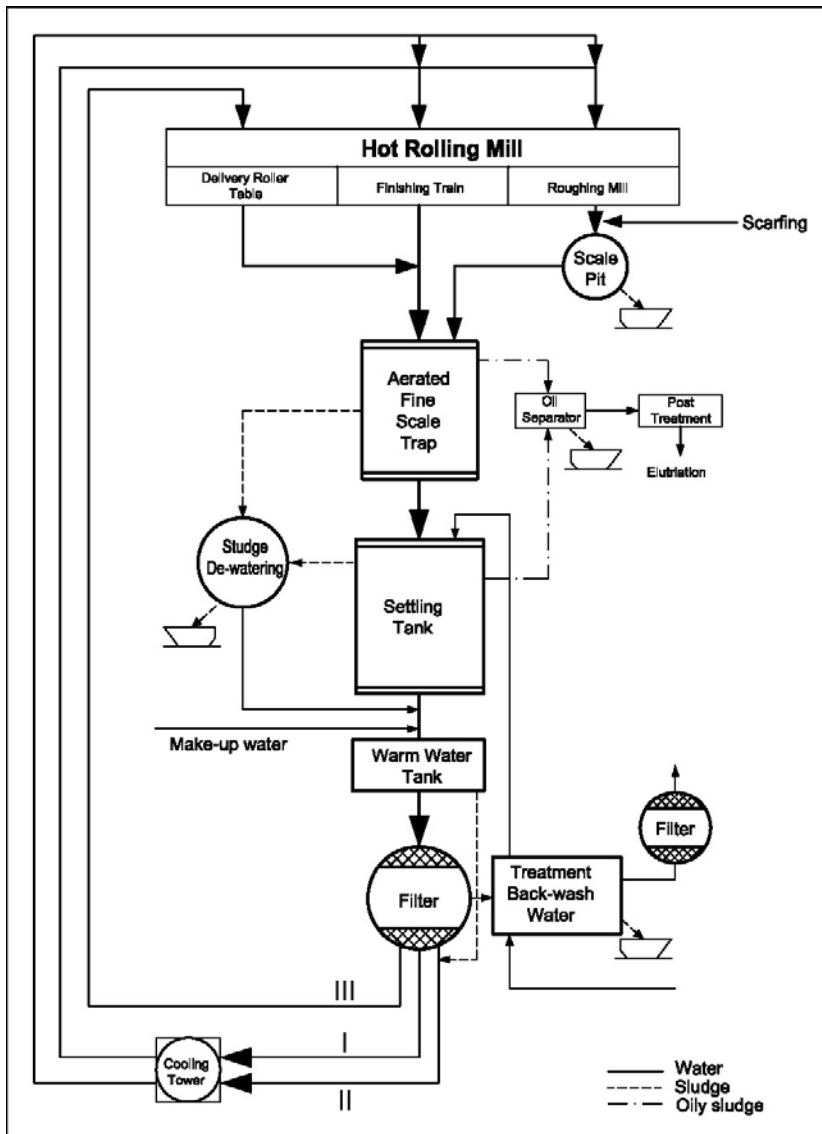 Hot Rolling Mill
Delivery Roller
Table
Finishing Train
Roughing Mill
Scarfing
Scale
Pit
Aerated
Fine
Scale
Trap
Oil
Separator
Post
Treatment
Elutriation
Studge
De-watering
Settling
Tank
Make-up water
Warm Water
Tank
Filter
Treatment
Back-wash
Water
Filter
III
I
II
Cooling
Tower
Water
Sludge
Oily sludge